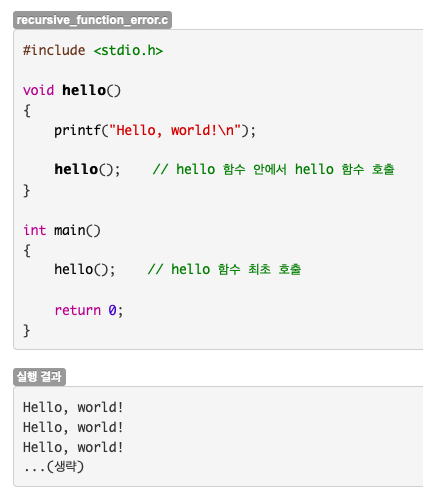 recursive_function_error.c
#include <stdio.h>
void hello()
{
    printf("Hello, world!\n");
    hello();    // hello 함수 안에서 hello 함수 호출
}
int main()
{
    hello();    // hello 함수 최초 호출
    return 0;
}
실행 결과
Hello, world!
Hello, world!
Hello, world!
...(생략)